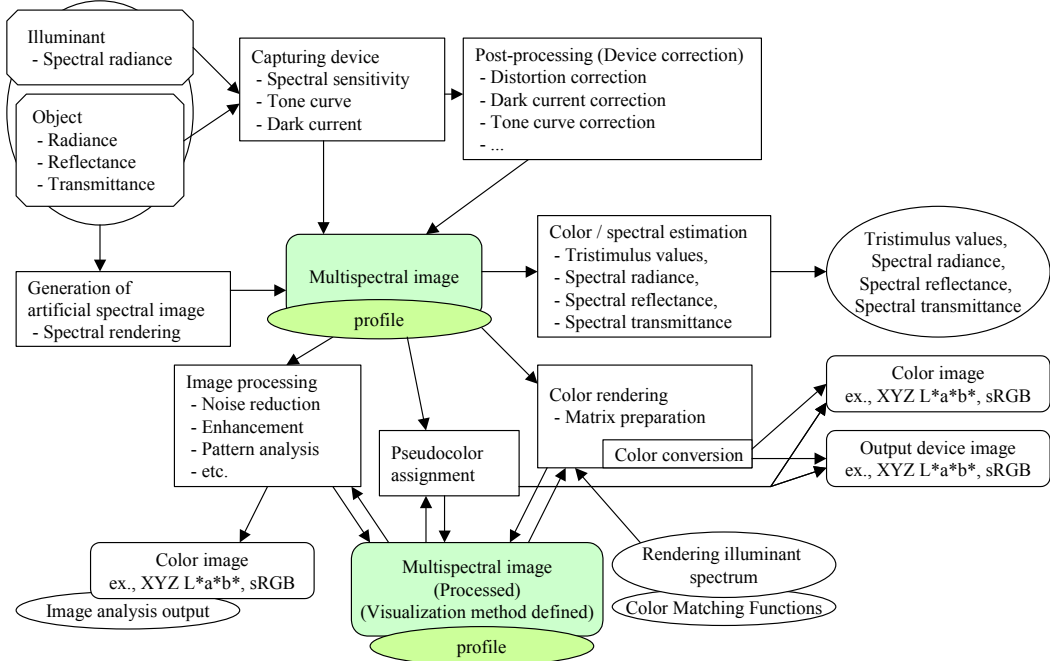 Illuminant
- Spectral radiance
Object
- Radiance
- Reflectance
- Transmittance
Capturing device
- Spectral sensitivity
- Tone curve
- Dark current
Post-processing (Device correction)
- Distortion correction
- Dark current correction
- Tone curve correction
- ...
Generation of
artificial spectral image
- Spectral rendering
Multispectral image
profile
Color / spectral estimation
- Tristimulus values,
- Spectral radiance,
- Spectral reflectance,
- Spectral transmittance
Tristimulus values,
Spectral radiance,
Spectral reflectance,
Spectral transmittance
Image processing
- Noise reduction
- Enhancement
- Pattern analysis
- etc.
Pseudocolor
assignment
Color rendering
- Matrix preparation
Color conversion
Color image
ex., XYZ L*a*b*, sRGB
Output device image
ex., XYZ L*a*b*, sRGB
Color image
ex., XYZ L*a*b*, sRGB
Image analysis output
Multispectral image
(Processed)
(Visualization method defined)
profile
Rendering illuminant
spectrum
Color Matching Functions